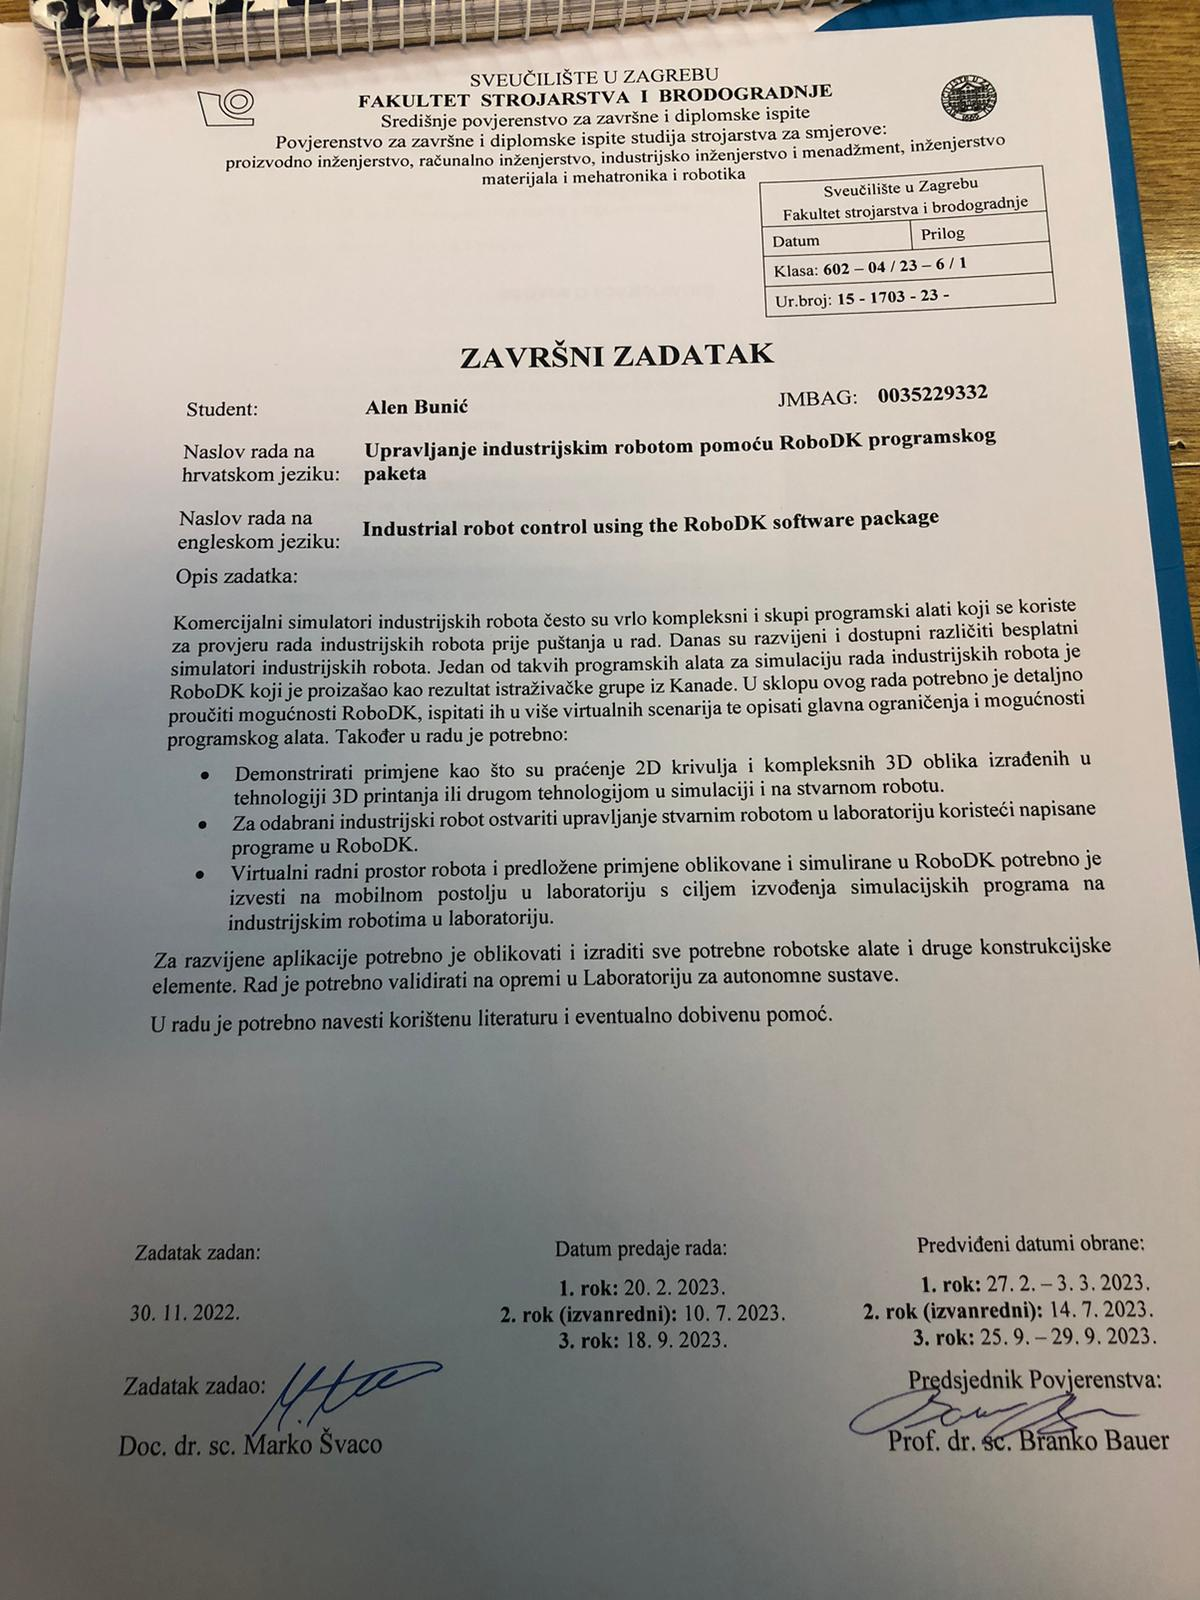 SVEUČILIŠTE U ZAGREBU
FAKULTET STROJARSTVA I BRODOGRADNJE
Središnje povjerenstvo za završne i diplomske ispite
Povjerenstvo za završne i diplomske ispite studija strojarstva za smjerove:
proizvodno inženjerstvo, računalno inženjerstvo, industrijsko inženjerstvo i menadžment, inženjerstvo
materijala i mehatronika i robotika
Sveučilište u Zagrebu
Fakultet strojarstva i brodogradnje
Datum Prilog
Klasa: 602 – 04 / 23 – 6 / 1
Ur.broj: 15 - 1703 - 23 -
ZAVRŠNI ZADATAK
Student: Alen Bunić JMBAG: 0035229332
Naslov rada na hrvatskom jeziku:
Upravljanje industrijskim robotom pomoću RoboDK programskog
paketa
Naslov rada na engleskom jeziku:
Industrial robot control using the RoboDK software package
Opis zadatka:
Komercijalni simulatori industrijskih robota često su vrlo kompleksni i skupi programski alati koji se koriste
za provjeru rada industrijskih robota prije puštanja u rad. Danas su razvijeni i dostupni različiti besplatni
simulatori industrijskih robota. Jedan od takvih programskih alata za simulaciju rada industrijskih robota je
RoboDK koji je proizašao kao rezultat istraživačke grupe iz Kanade. U sklopu ovog rada potrebno je detaljno
proučiti mogućnosti RoboDK, ispitati ih u više virtualnih scenarija te opisati glavna ograničenja i mogućnosti
programskog alata. Također u radu je potrebno:
• Demonstrirati primjene kao što su praćenje 2D krivulja i kompleksnih 3D oblika izrađenih u
tehnologiji 3D printanja ili drugom tehnologijom u simulaciji i na stvarnom robotu.
• Za odabrani industrijski robot ostvariti upravljanje stvarnim robotom u laboratoriju koristeći napisane
programe u RoboDK.
• Virtualni radni prostor robota i predložene primjene oblikovane i simulirane u RoboDK potrebno je
izvesti na mobilnom postolju u laboratoriju s ciljem izvođenja simulacijskih programa na
industrijskim robotima u laboratoriju.
Za razvijene aplikacije potrebno je oblikovati i izraditi sve potrebne robotske alate i druge konstrukcijske
elemente. Rad je potrebno validirati na opremi u Laboratoriju za autonomne sustave.
U radu je potrebno navesti korištenu literaturu i eventualno dobivenu pomoć.
Zadatak zadan: Datum predaje rada: Predviđeni datumi obrane:
1. rok: 20. 2. 2023. 1. rok: 27. 2. – 3. 3. 2023.
30. 11. 2022. 2. rok (izvanredni): 10. 7. 2023. 2. rok (izvanredni): 14. 7. 2023.
3. rok: 18. 9. 2023. 3. rok: 25. 9. – 29. 9. 2023.
Zadatak zadao: Predsjednik Povjerenstva:
Doc. dr. sc. Marko Švaco Prof. dr. sc. Branko Bauer